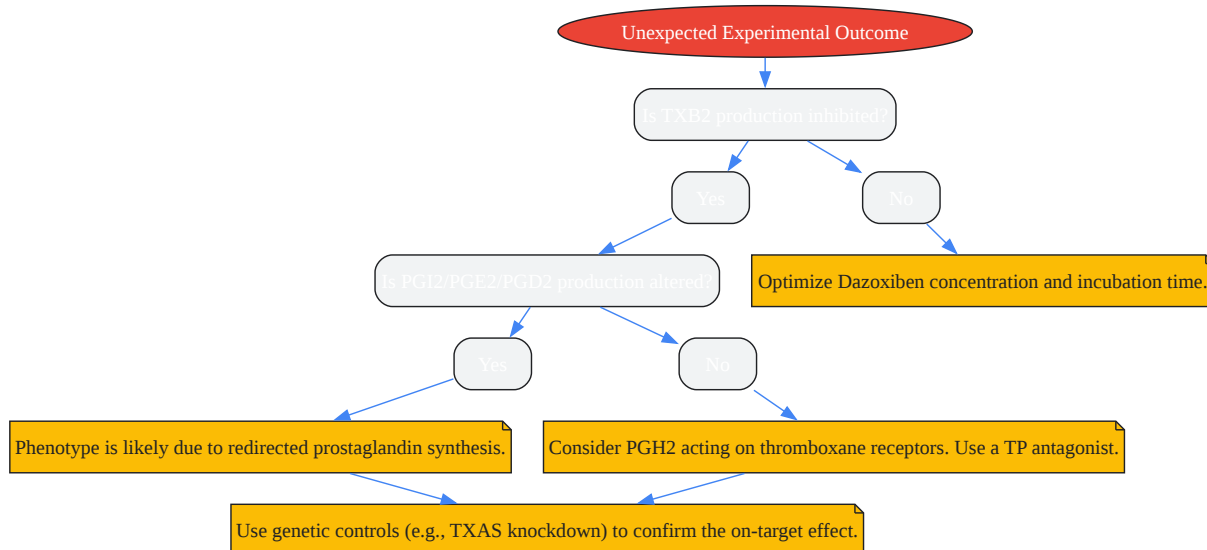 Unexpected Experimental Outcome
Is TXB2 production inhibited?
Yes
No
Is PGI2/PGE2/PGD2 production altered?
Optimize Dazoxiben concentration and incubation time.
Yes
No
Phenotype is likely due to redirected prostaglandin synthesis.
Consider PGH2 acting on thromboxane receptors. Use a TP antagonist.
Use genetic controls (e.g., TXAS knockdown) to confirm the on-target effect.